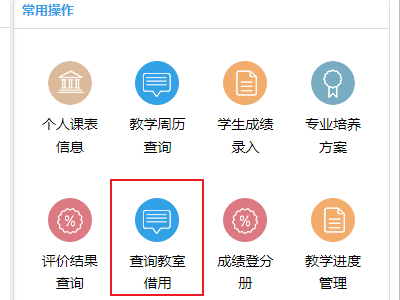 常用操作
个人课表 教学周历 学生成绩 专业培养
信息 查询 录入 方案
评价结果 查询教室 成绩登分 教学进度
查询 借用 册 管理